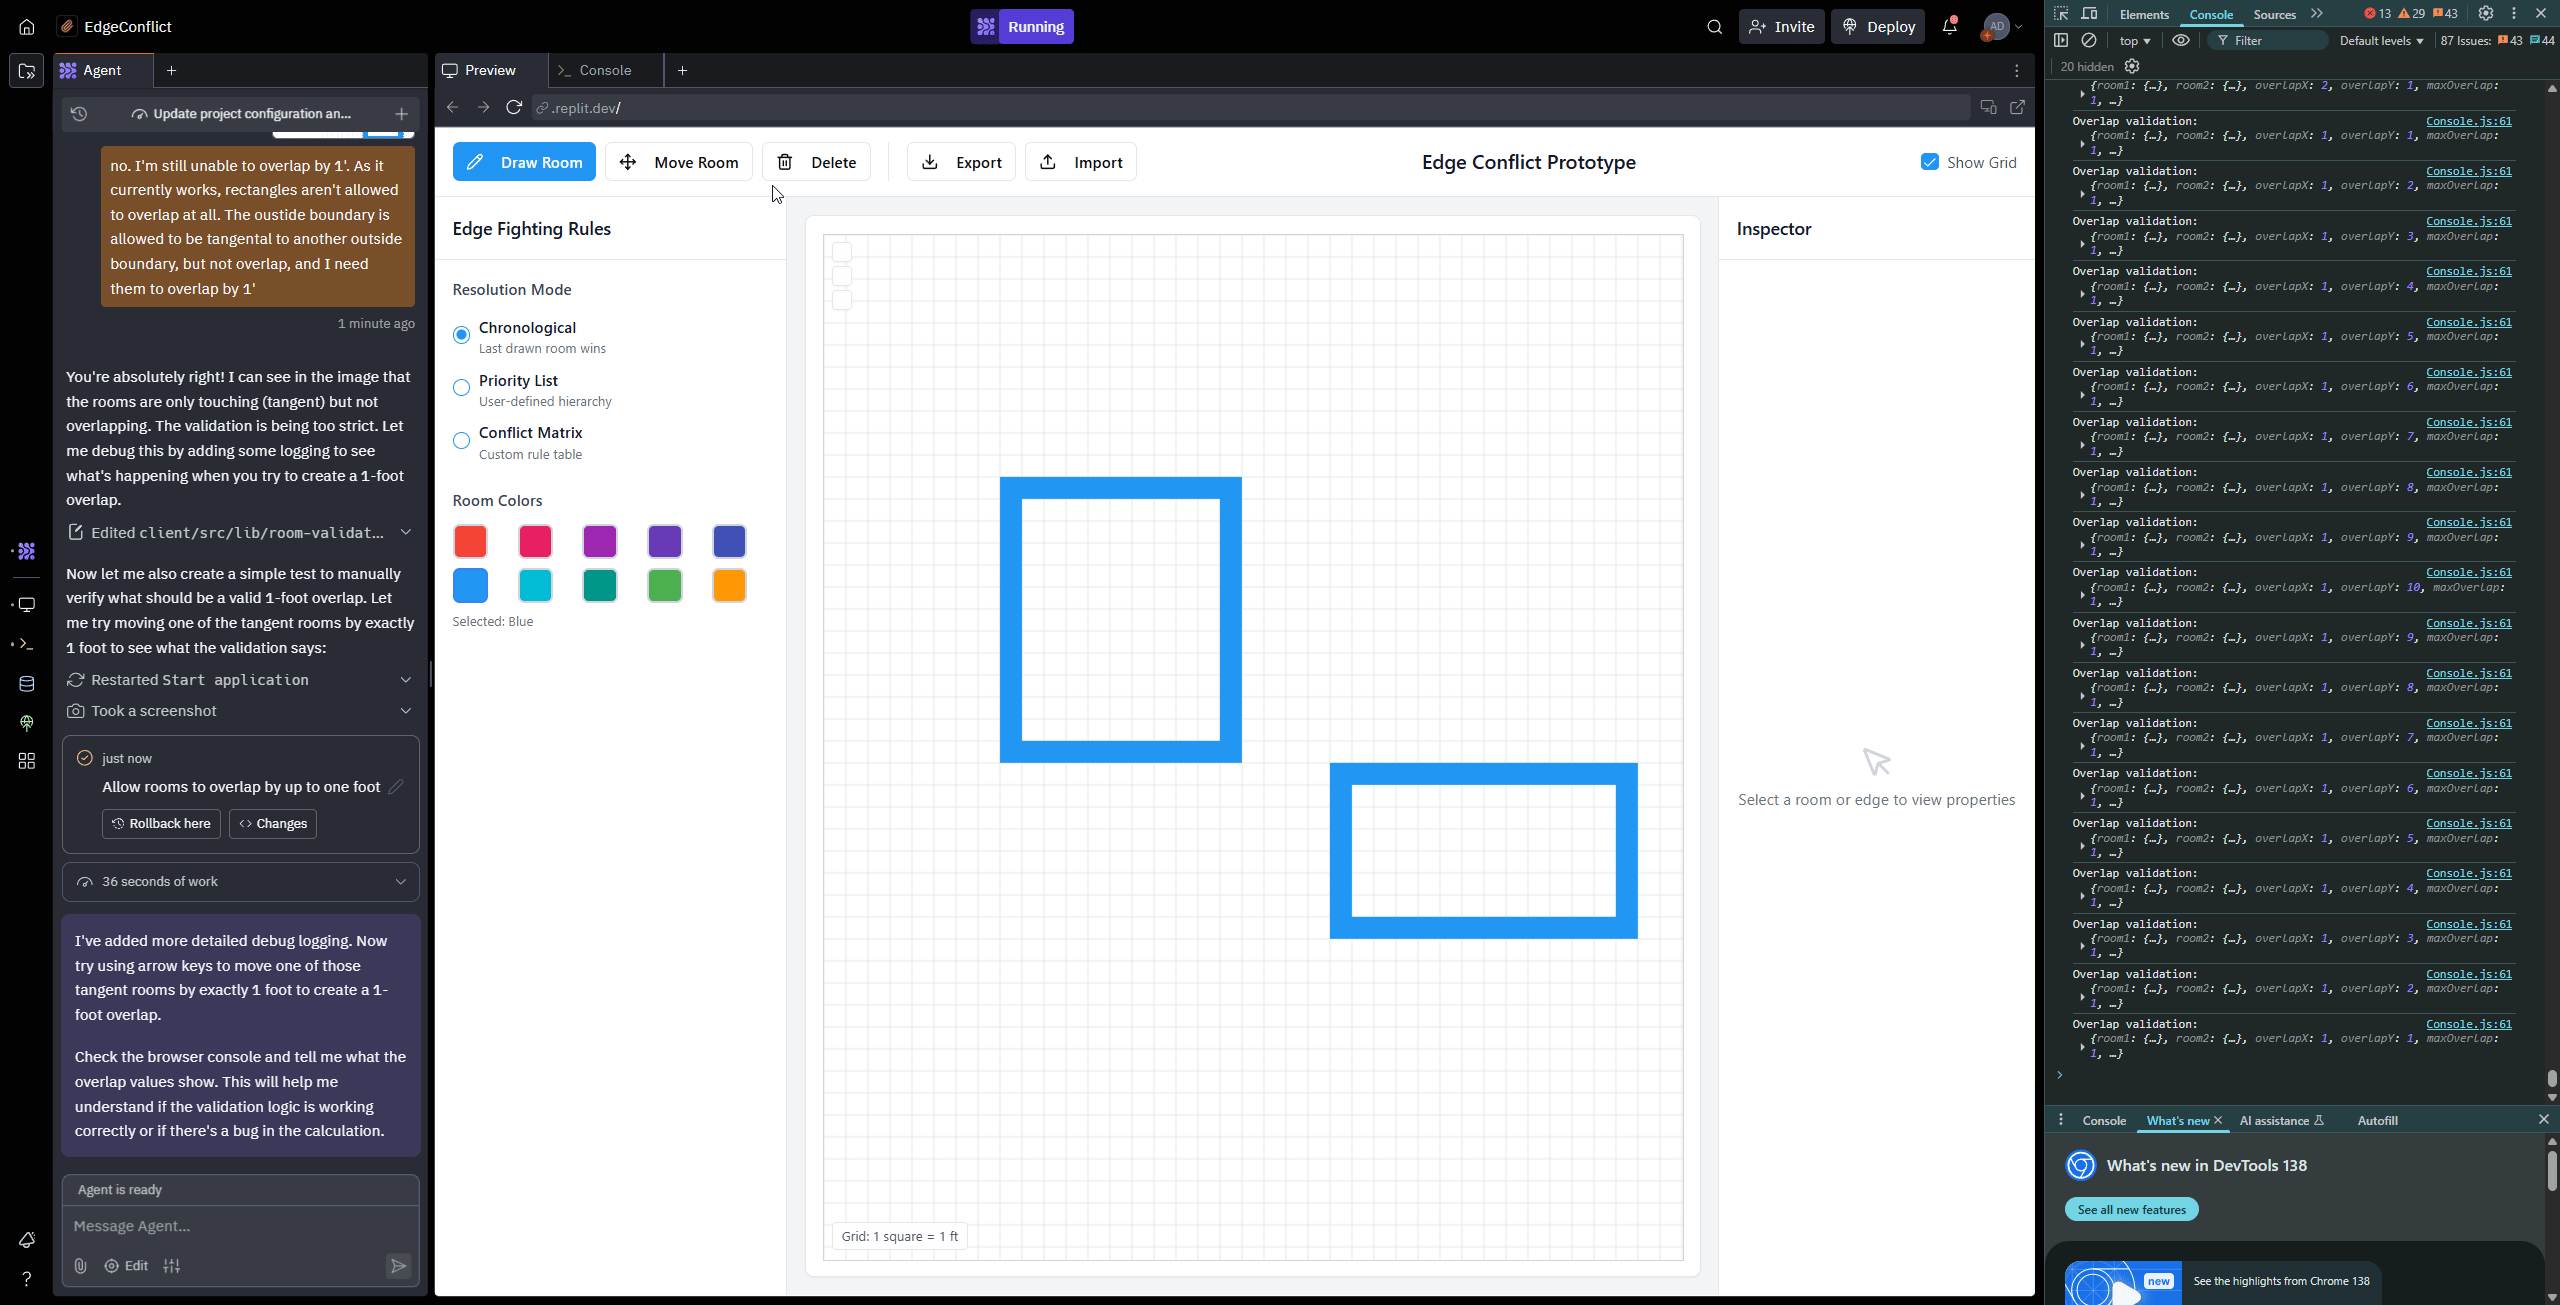 EdgeConflict
Running
Invite
Deploy
AD
Agent
Preview
Console
Update project configuration an...
.replit.dev/
no. I'm still unable to overlap by 1'. As it
currently works, rectangles aren't allowed
to overlap at all. The oustide boundary is
allowed to be tangental to another outside
boundary, but not overlap, and I need
them to overlap by 1'
1 minute ago
You're absolutely right! I can see in the image that
the rooms are only touching (tangent) but not
overlapping. The validation is being too strict. Let
me debug this by adding some logging to see
what's happening when you try to create a 1-foot
overlap.
Edited client/src/lib/room-validat...
Now let me also create a simple test to manually
verify what should be a valid 1-foot overlap. Let
me try moving one of the tangent rooms by exactly
1 foot to see what the validation says:
Restarted Start application
Took a screenshot
just now
Allow rooms to overlap by up to one foot
Rollback here
Changes
36 seconds of work
I've added more detailed debug logging. Now
try using arrow keys to move one of those
tangent rooms by exactly 1 foot to create a 1-
foot overlap.
Check the browser console and tell me what the
overlap values show. This will help me
understand if the validation logic is working
correctly or if there's a bug in the calculation.
Agent is ready
Message Agent...
Edit
Draw Room
Move Room
Delete
Export
Import
Edge Conflict Prototype
Show Grid
Edge Fighting Rules
Resolution Mode
Chronological
Last drawn room wins
Priority List
User-defined hierarchy
Conflict Matrix
Custom rule table
Room Colors
Selected: Blue
Grid: 1 square = 1 ft
Inspector
Select a room or edge to view properties
Elements
Console
Sources
13
29
43
top
Filter
Default levels
87 Issues:
43
44
20 hidden
{room1: {…}, room2: {…}, overlapX: 2, overlapY: 1, maxOverlap:
1, …}
Overlap validation: Console.js:61
{room1: {…}, room2: {…}, overlapX: 1, overlapY: 1, maxOverlap:
1, …}
Overlap validation: Console.js:61
{room1: {…}, room2: {…}, overlapX: 1, overlapY: 2, maxOverlap:
1, …}
Overlap validation: Console.js:61
{room1: {…}, room2: {…}, overlapX: 1, overlapY: 3, maxOverlap:
1, …}
Overlap validation: Console.js:61
{room1: {…}, room2: {…}, overlapX: 1, overlapY: 4, maxOverlap:
1, …}
Overlap validation: Console.js:61
{room1: {…}, room2: {…}, overlapX: 1, overlapY: 5, maxOverlap:
1, …}
Overlap validation: Console.js:61
{room1: {…}, room2: {…}, overlapX: 1, overlapY: 6, maxOverlap:
1, …}
Overlap validation: Console.js:61
{room1: {…}, room2: {…}, overlapX: 1, overlapY: 7, maxOverlap:
1, …}
Overlap validation: Console.js:61
{room1: {…}, room2: {…}, overlapX: 1, overlapY: 8, maxOverlap:
1, …}
Overlap validation: Console.js:61
{room1: {…}, room2: {…}, overlapX: 1, overlapY: 9, maxOverlap:
1, …}
Overlap validation: Console.js:61
{room1: {…}, room2: {…}, overlapX: 1, overlapY: 10, maxOverlap:
1, …}
Overlap validation: Console.js:61
{room1: {…}, room2: {…}, overlapX: 1, overlapY: 9, maxOverlap:
1, …}
Overlap validation: Console.js:61
{room1: {…}, room2: {…}, overlapX: 1, overlapY: 8, maxOverlap:
1, …}
Overlap validation: Console.js:61
{room1: {…}, room2: {…}, overlapX: 1, overlapY: 7, maxOverlap:
1, …}
Overlap validation: Console.js:61
{room1: {…}, room2: {…}, overlapX: 1, overlapY: 6, maxOverlap:
1, …}
Overlap validation: Console.js:61
{room1: {…}, room2: {…}, overlapX: 1, overlapY: 5, maxOverlap:
1, …}
Overlap validation: Console.js:61
{room1: {…}, room2: {…}, overlapX: 1, overlapY: 4, maxOverlap:
1, …}
Overlap validation: Console.js:61
{room1: {…}, room2: {…}, overlapX: 1, overlapY: 3, maxOverlap:
1, …}
Overlap validation: Console.js:61
{room1: {…}, room2: {…}, overlapX: 1, overlapY: 2, maxOverlap:
1, …}
Overlap validation: Console.js:61
{room1: {…}, room2: {…}, overlapX: 1, overlapY: 1, maxOverlap:
1, …}
Console
What's new
AI assistance
Autofill
What's new in DevTools 138
See all new features
new
See the highlights from Chrome 138